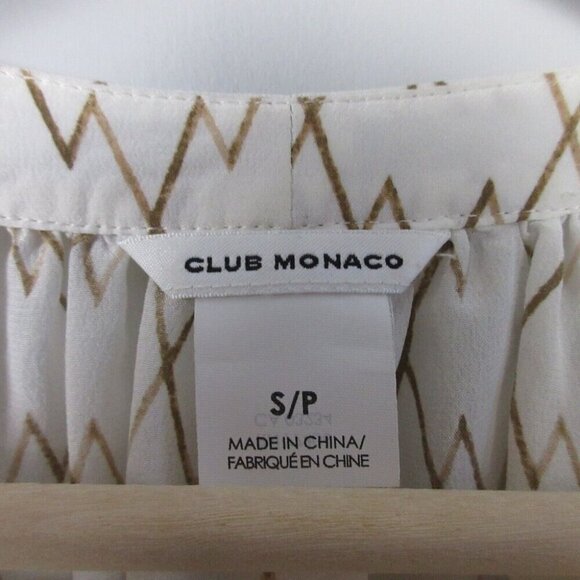 CLUB MONACO
S/P
MADE IN CHINA/
FABRIQUÉ EN CHINE